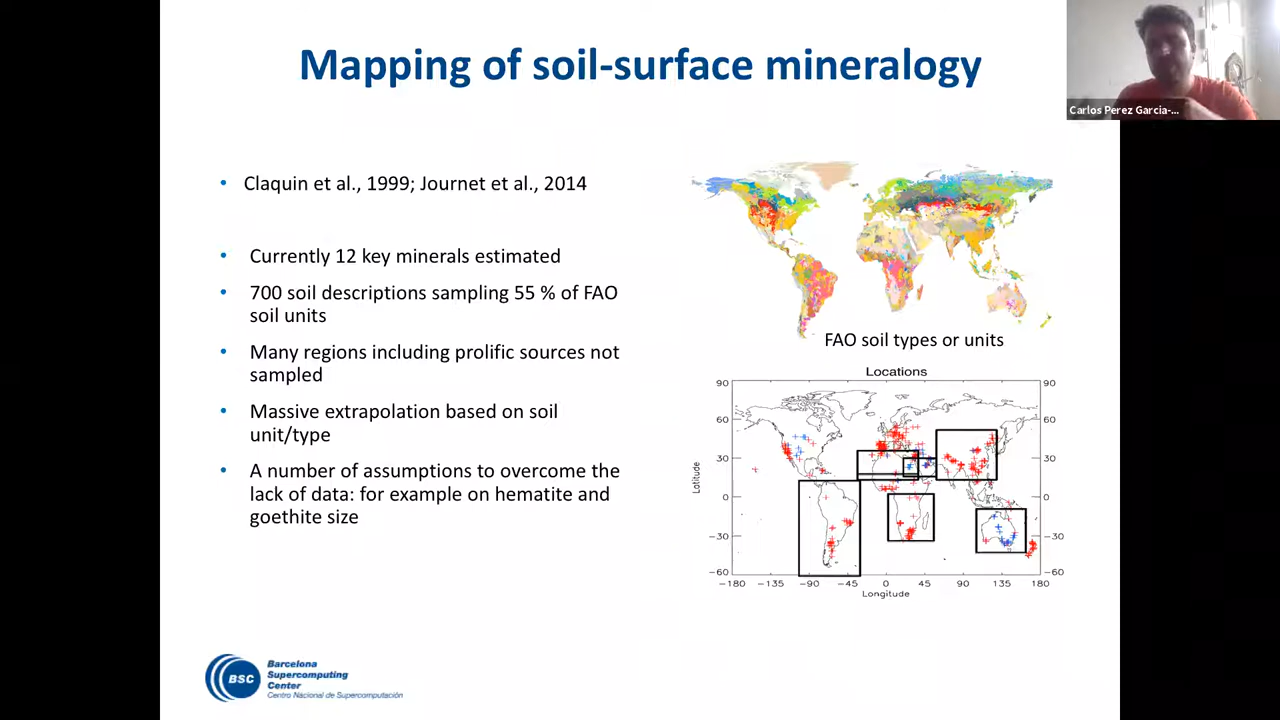 Mapping of soil-surface mineralogy
Carlos Perez Garcia-...
• Claquin et al., 1999; Journet et al., 2014
• Currently 12 key minerals estimated
• 700 soil descriptions sampling 55 % of FAO
soil units
• Many regions including prolific sources not
sampled
• Massive extrapolation based on soil
unit/type
• A number of assumptions to overcome the
lack of data: for example on hematite and
goethite size
FAO soil types or units
Locations
90 90
60 60
30 30
0 0
−30 −30
−60 −60
Latitude
−180 −135 −90 −45 0 45 90 135 180
Longitude
BSC
Barcelona
Supercomputing
Center
Centro Nacional de Supercomputación